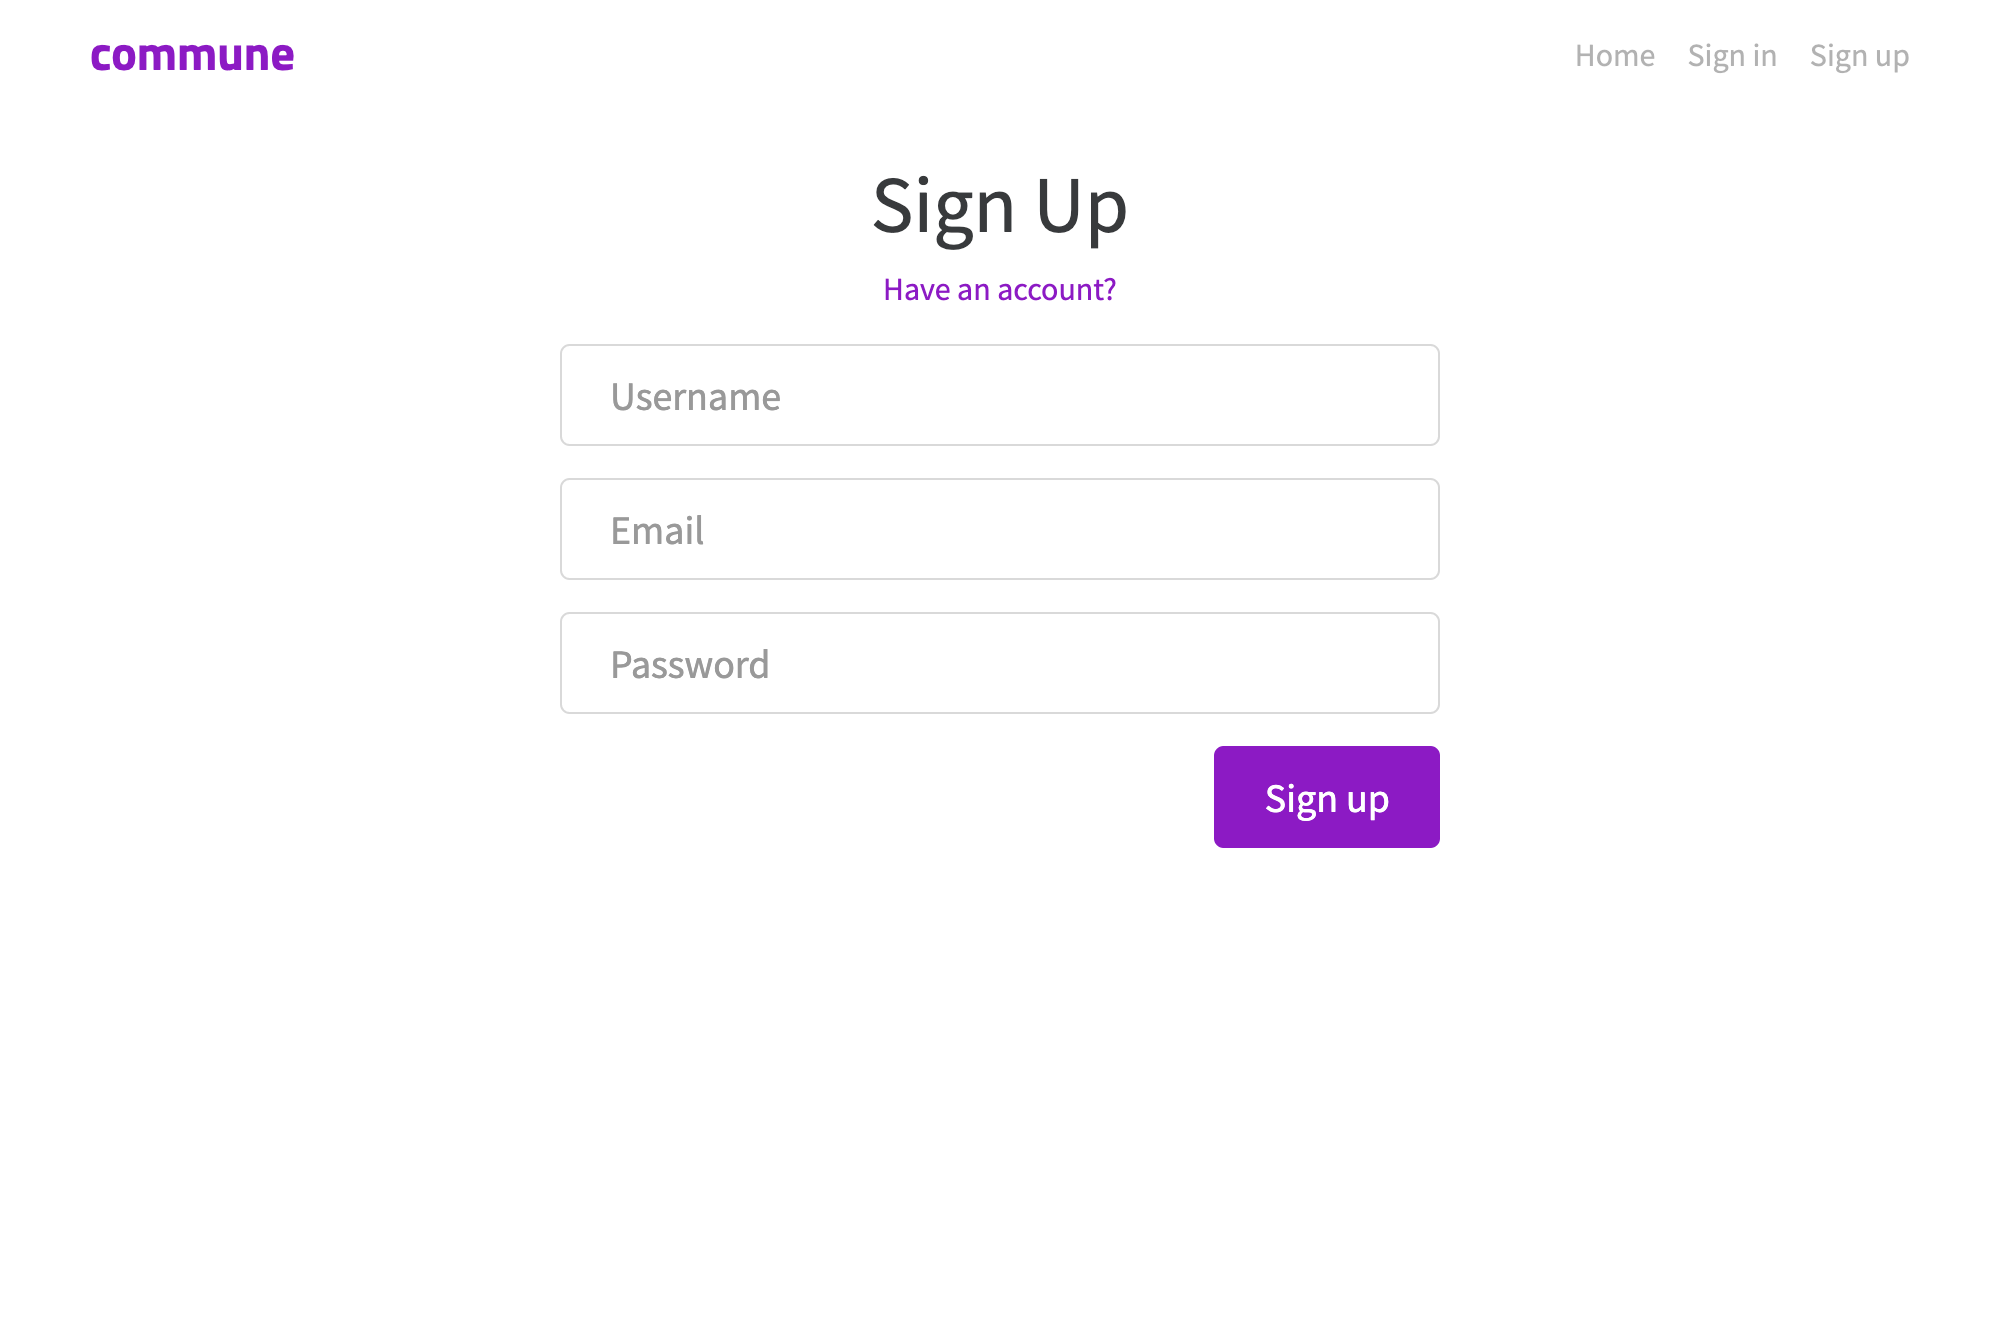 commune
Home Sign in Sign up
Sign Up
Have an account?
Username
Email
Password
Sign up